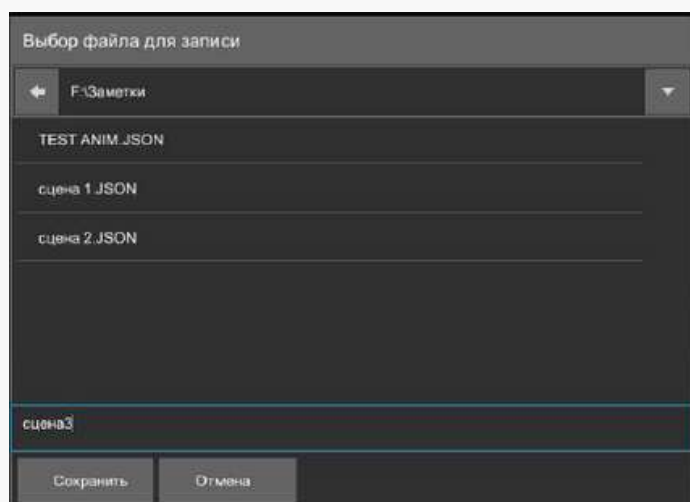 Выбор файла для записи
F:\Заметки
TEST ANIM.JSON
сцена 1.JSON
сцена 2.JSON
сцена3
Сохранить Отмена